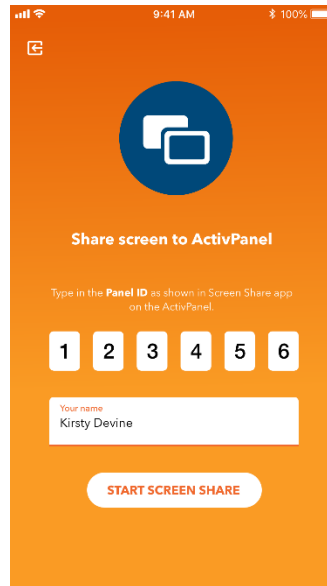 9:41 AM
100%
Share screen to ActivPanel
Type in the Panel ID as shown in Screen Share app
on the ActivPanel.
1 2 3 4 5 6
Your name
Kirsty Devine
START SCREEN SHARE